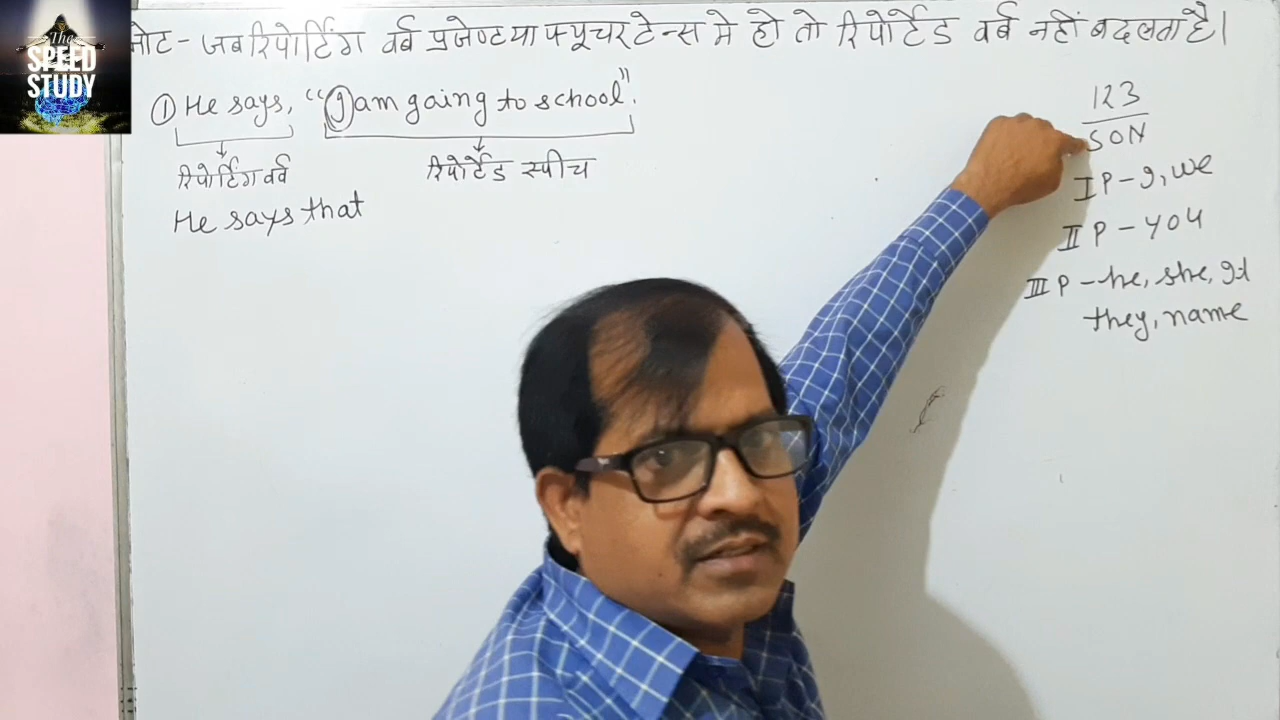 The
SPEED
STUDY
नोट - जब रिपोर्टिंग वर्ब प्रजेण्ट या फ्यूचर टेन्स मे हो तो रिपोर्टेड वर्ब नहीं बदलता है।
① He says, “I am going to school”.
रिपोर्टिंग वर्ब
रिपोर्टेड स्पीच
He says that
123
SON
I P - I, we
II P - you
III P - he, she, It
they, name